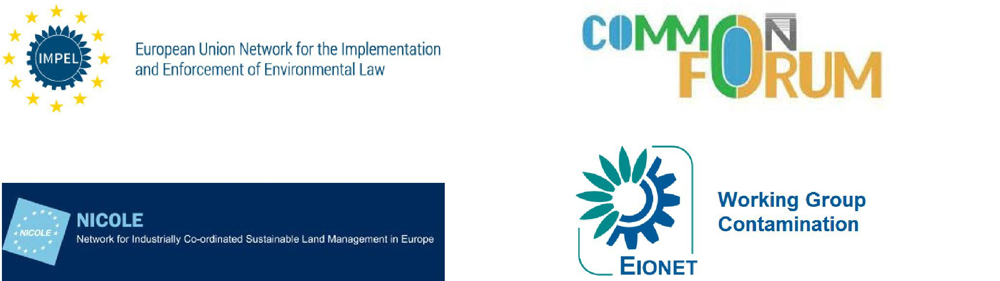 IMPEL
European Union Network for the Implementation
and Enforcement of Environmental Law
COMMON
FORUM
NICOLE
NICOLE
Network for Industrially Co-ordinated Sustainable Land Management in Europe
Working Group
Contamination
EIONET